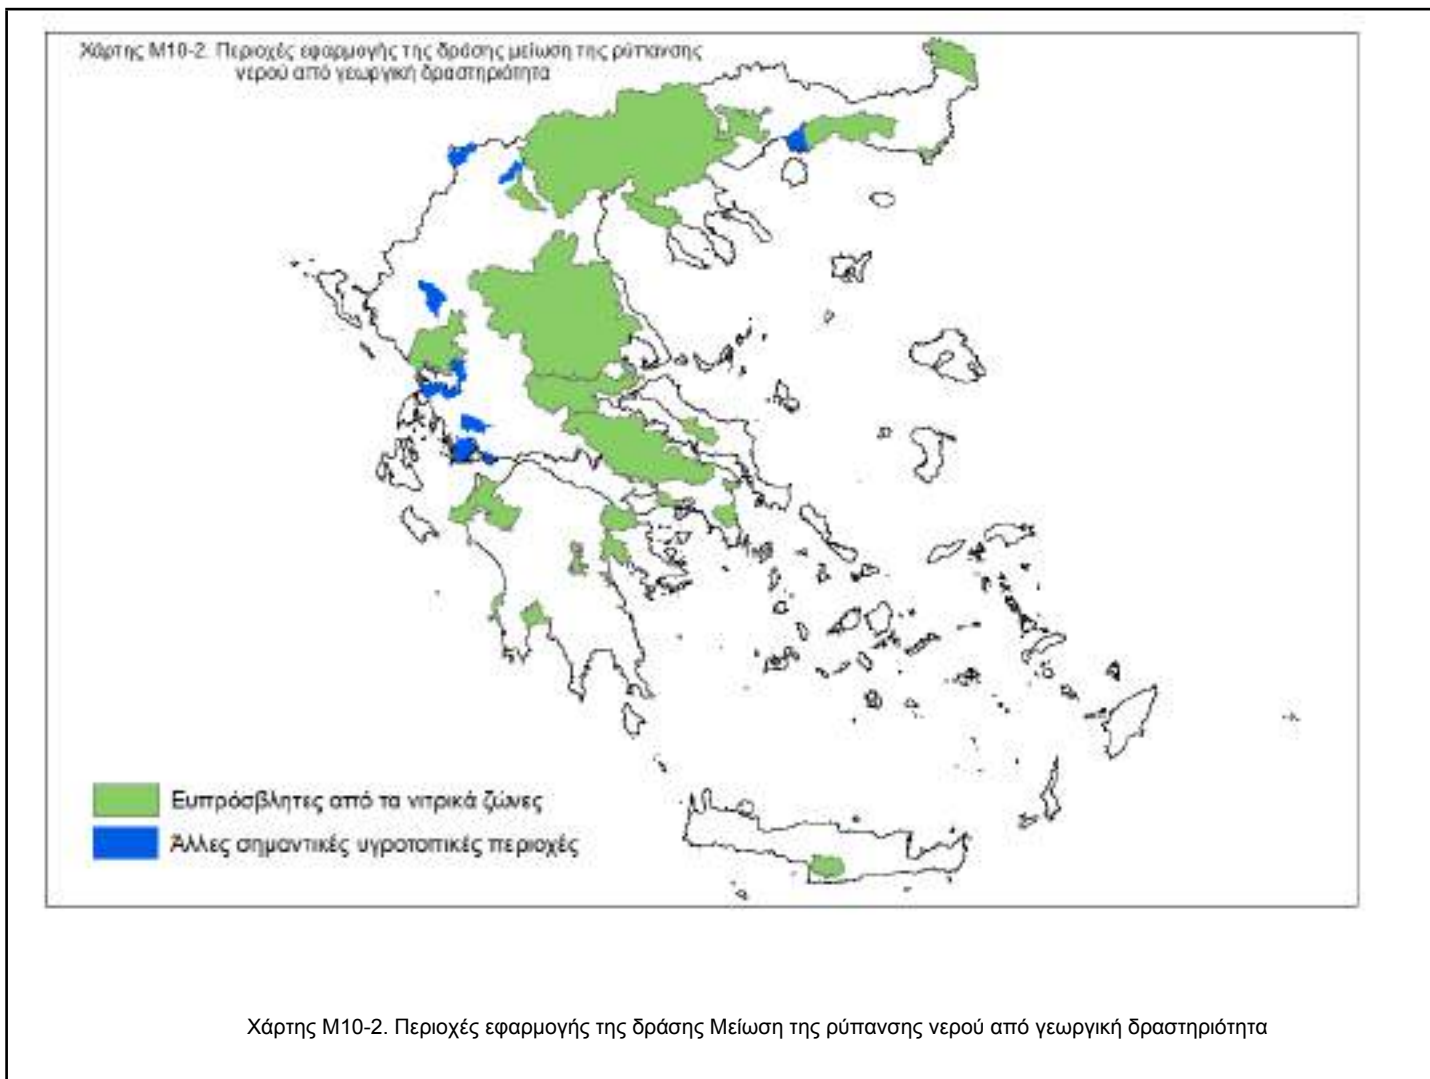 Χάρτης Μ10-2. Περιοχές εφαρμογής της δράσης μείωση της ρύπανσης
νερού από γεωργική δραστηριότητα
Ευπρόσβλητες από τα νιτρικά ζώνες
Άλλες σημαντικές υγροτοπικές περιοχές
Χάρτης Μ10-2. Περιοχές εφαρμογής της δράσης Μείωση της ρύπανσης νερού από γεωργική δραστηριότητα